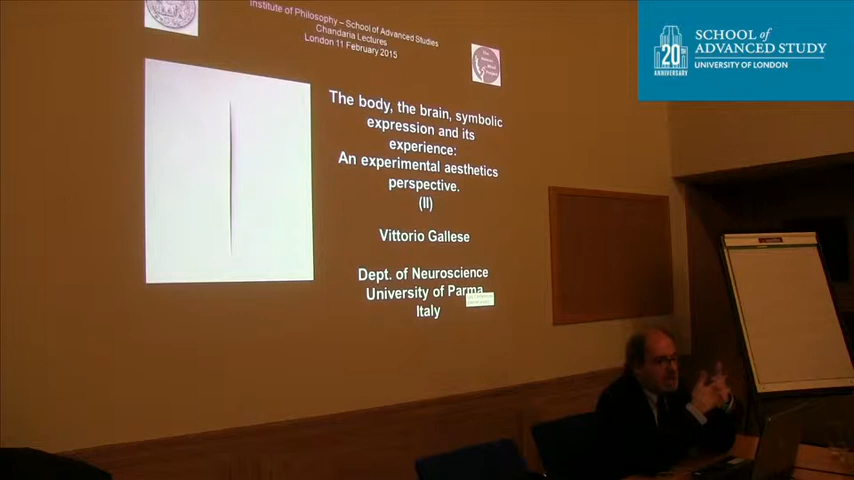 Institute of Philosophy – School of Advanced Studies
Chandaria Lectures
London 11 February 2015
The body, the brain, symbolic
expression and its
experience:
An experimental aesthetics
perspective.
(II)
Vittorio Gallese
Dept. of Neuroscience
University of Parma
Italy
20
ANNIVERSARY
SCHOOL of
ADVANCED STUDY
UNIVERSITY OF LONDON